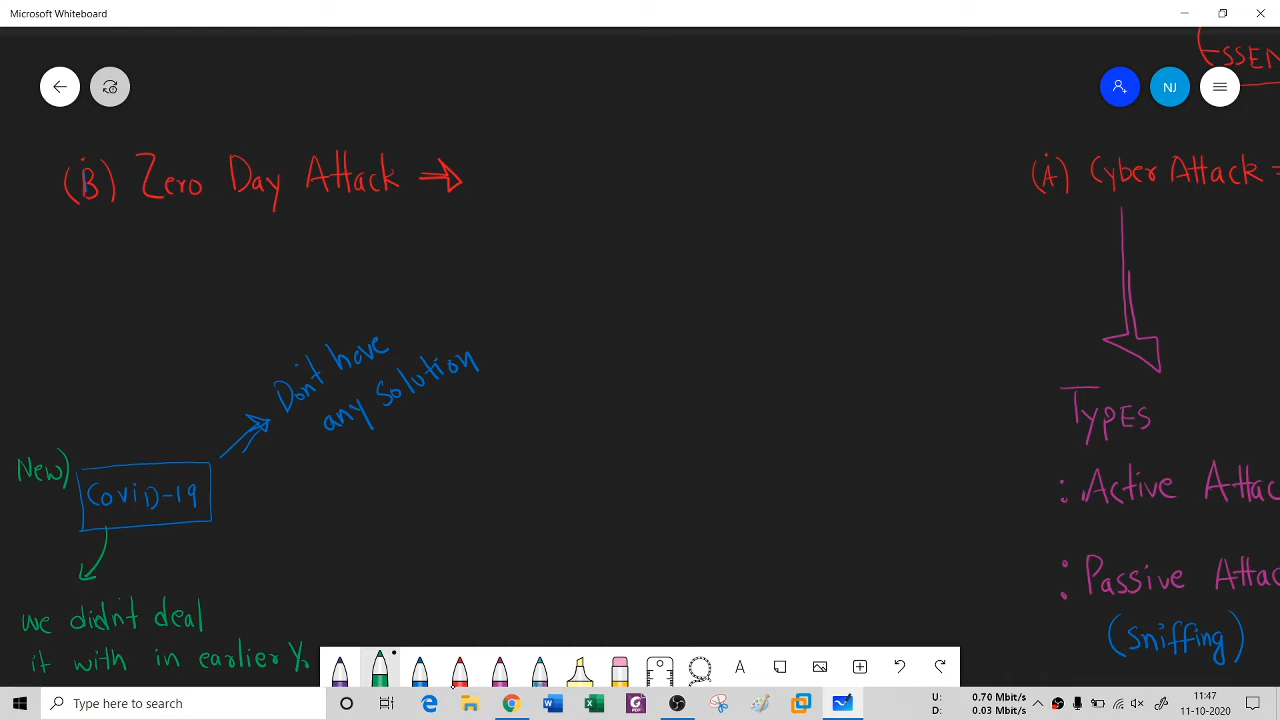 Microsoft Whiteboard
ESSEN
NJ
(B) Zero Day Attack ⇒
(A) Cyber Attack =
Don't have
any solution
TYPES
New)
Covid-19
: Active Attac
: Passive Attac
(Sniffing)
we didn't deal
it with in earlier Y
A
Type here to search
U: 0.70 Mbit/s
D: 0.03 Mbit/s
11:47
11-10-2020